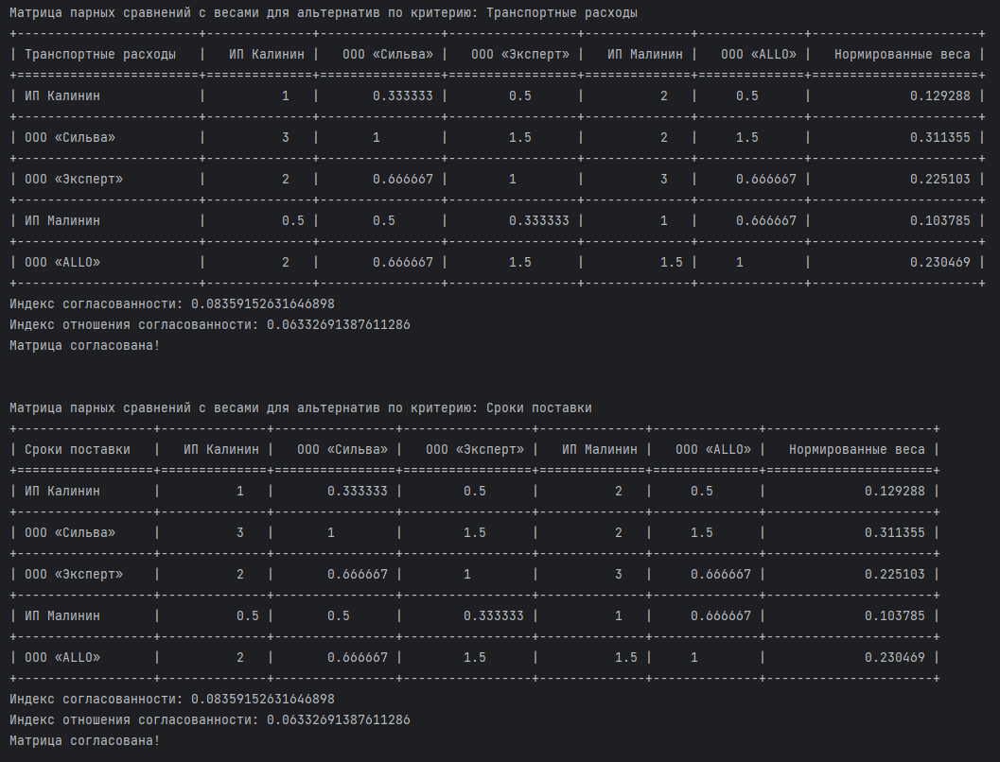 Матрица парных сравнений с весами для альтернатив по критерию: Транспортные расходы
+------------------------+--------------+----------------+-----------------+--------------+--------------+----------------------+
| Транспортные расходы   |   ИП Калинин |   ООО «Сильва» |   ООО «Эксперт» |   ИП Малинин |   ООО «ALLO» |   Нормированные веса |
+========================+==============+================+=================+==============+==============+======================+
| ИП Калинин             |          1   |       0.333333 |        0.5      |          2   |     0.5      |             0.129288 |
+------------------------+--------------+----------------+-----------------+--------------+--------------+----------------------+
| ООО «Сильва»           |          3   |       1        |        1.5      |          2   |     1.5      |             0.311355 |
+------------------------+--------------+----------------+-----------------+--------------+--------------+----------------------+
| ООО «Эксперт»          |          2   |       0.666667 |        1        |          3   |     0.666667 |             0.225103 |
+------------------------+--------------+----------------+-----------------+--------------+--------------+----------------------+
| ИП Малинин             |          0.5 |       0.5      |        0.333333 |          1   |     0.666667 |             0.103785 |
+------------------------+--------------+----------------+-----------------+--------------+--------------+----------------------+
| ООО «ALLO»             |          2   |       0.666667 |        1.5      |          1.5 |     1        |             0.230469 |
+------------------------+--------------+----------------+-----------------+--------------+--------------+----------------------+
Индекс согласованности: 0.08359152631646898
Индекс отношения согласованности: 0.06332691387611286
Матрица согласована!
Матрица парных сравнений с весами для альтернатив по критерию: Сроки поставки
+------------------+--------------+----------------+-----------------+--------------+--------------+----------------------+
| Сроки поставки   |   ИП Калинин |   ООО «Сильва» |   ООО «Эксперт» |   ИП Малинин |   ООО «ALLO» |   Нормированные веса |
+==================+==============+================+=================+==============+==============+======================+
| ИП Калинин       |          1   |       0.333333 |        0.5      |          2   |     0.5      |             0.129288 |
+------------------+--------------+----------------+-----------------+--------------+--------------+----------------------+
| ООО «Сильва»     |          3   |       1        |        1.5      |          2   |     1.5      |             0.311355 |
+------------------+--------------+----------------+-----------------+--------------+--------------+----------------------+
| ООО «Эксперт»    |          2   |       0.666667 |        1        |          3   |     0.666667 |             0.225103 |
+------------------+--------------+----------------+-----------------+--------------+--------------+----------------------+
| ИП Малинин       |          0.5 |       0.5      |        0.333333 |          1   |     0.666667 |             0.103785 |
+------------------+--------------+----------------+-----------------+--------------+--------------+----------------------+
| ООО «ALLO»       |          2   |       0.666667 |        1.5      |          1.5 |     1        |             0.230469 |
+------------------+--------------+----------------+-----------------+--------------+--------------+----------------------+
Индекс согласованности: 0.08359152631646898
Индекс отношения согласованности: 0.06332691387611286
Матрица согласована!